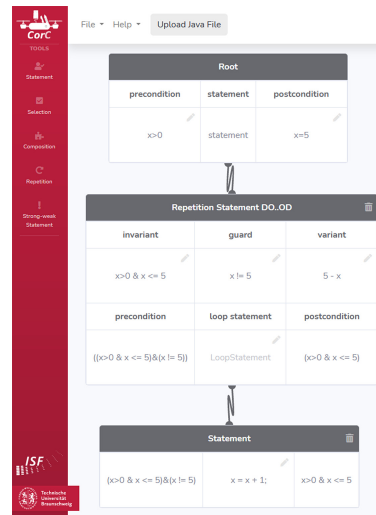 File Help Upload Java File
CorC
TOOLS
Statement
Selection
Composition
Repetition
Strong-weak
Statement
ISF
Technische
Universität
Braunschweig
Root
precondition statement postcondition
x>0 statement x=5
Repetition Statement DO..OD
invariant guard variant
x>0 & x <= 5 x != 5 5 - x
precondition loop statement postcondition
((x>0 & x <= 5)&(x != 5)) LoopStatement (x>0 & x <= 5)
Statement
(x>0 & x <= 5)&(x != 5) x = x + 1; x>0 & x <= 5